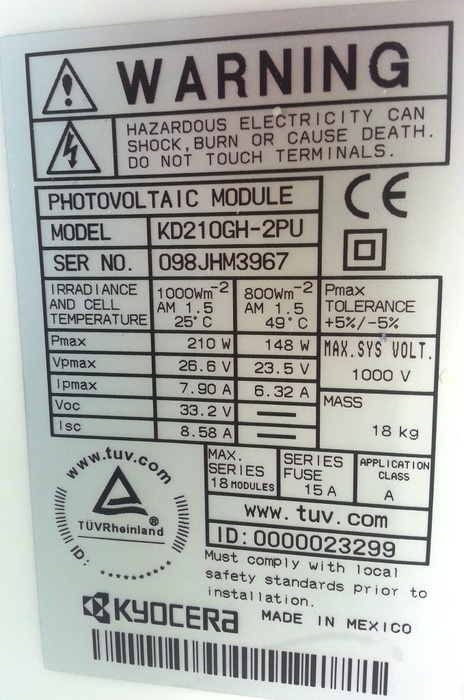 WARNING
HAZARDOUS ELECTRICITY CAN
SHOCK, BURN OR CAUSE DEATH.
DO NOT TOUCH TERMINALS.
PHOTOVOLTAIC MODULE
CE
MODEL KD210GH-2PU
SER NO. 098JHM3967
IRRADIANCE AND CELL TEMPERATURE 1000Wm⁻² AM 1.5 25°C 800Wm⁻² AM 1.5 49°C
Pmax TOLERANCE +5%/-5%
Pmax 210 W 148 W
Vpmax 26.6 V 23.5 V
Ipmax 7.90 A 6.32 A
Voc 33.2 V —
Isc 8.58 A —
MAX. SYS VOLT.
1000 V
MASS
18 kg
MAX. SERIES 18 MODULES
SERIES FUSE 15 A
APPLICATION CLASS A
www.tuv.com
TÜVRheinland®
ID: **********
www.tuv.com
ID: 0000023299
Must comply with local
safety standards prior to
installation.
KYOCERA MADE IN MEXICO